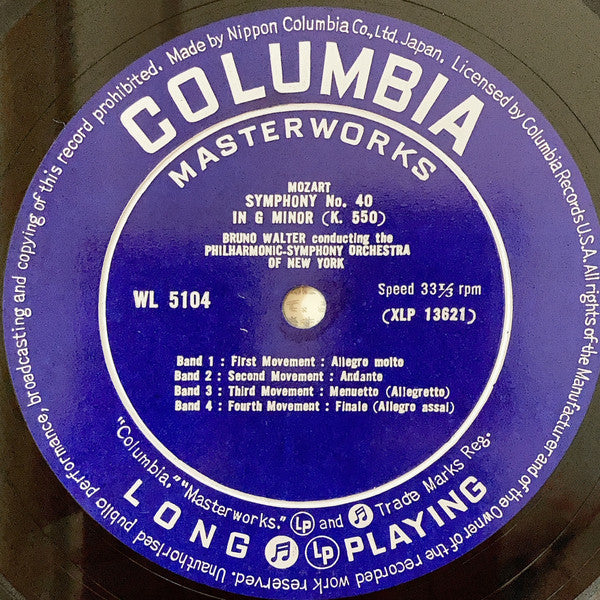 Made by Nippon Columbia Co., Ltd. Japan. Licensed by Columbia Records U.S.A. All rights of the Manufacturer and of the Owner of the recorded work reserved. Unauthorised public performance, broadcasting and copying of this record prohibited.
COLUMBIA
MASTERWORKS
MOZART
SYMPHONY No. 40
IN G MINOR (K. 550)
BRUNO WALTER conducting the
PHILHARMONIC-SYMPHONY ORCHESTRA
OF NEW YORK
WL 5104
Speed 33⅓ rpm
(XLP 13621)
Band 1 : First Movement : Allegro molto
Band 2 : Second Movement : Andante
Band 3 : Third Movement : Menuetto (Allegretto)
Band 4 : Fourth Movement : Finale (Allegro assai)
"Columbia," "Masterworks." Lp and Trade Marks Reg.
LONG Lp PLAYING